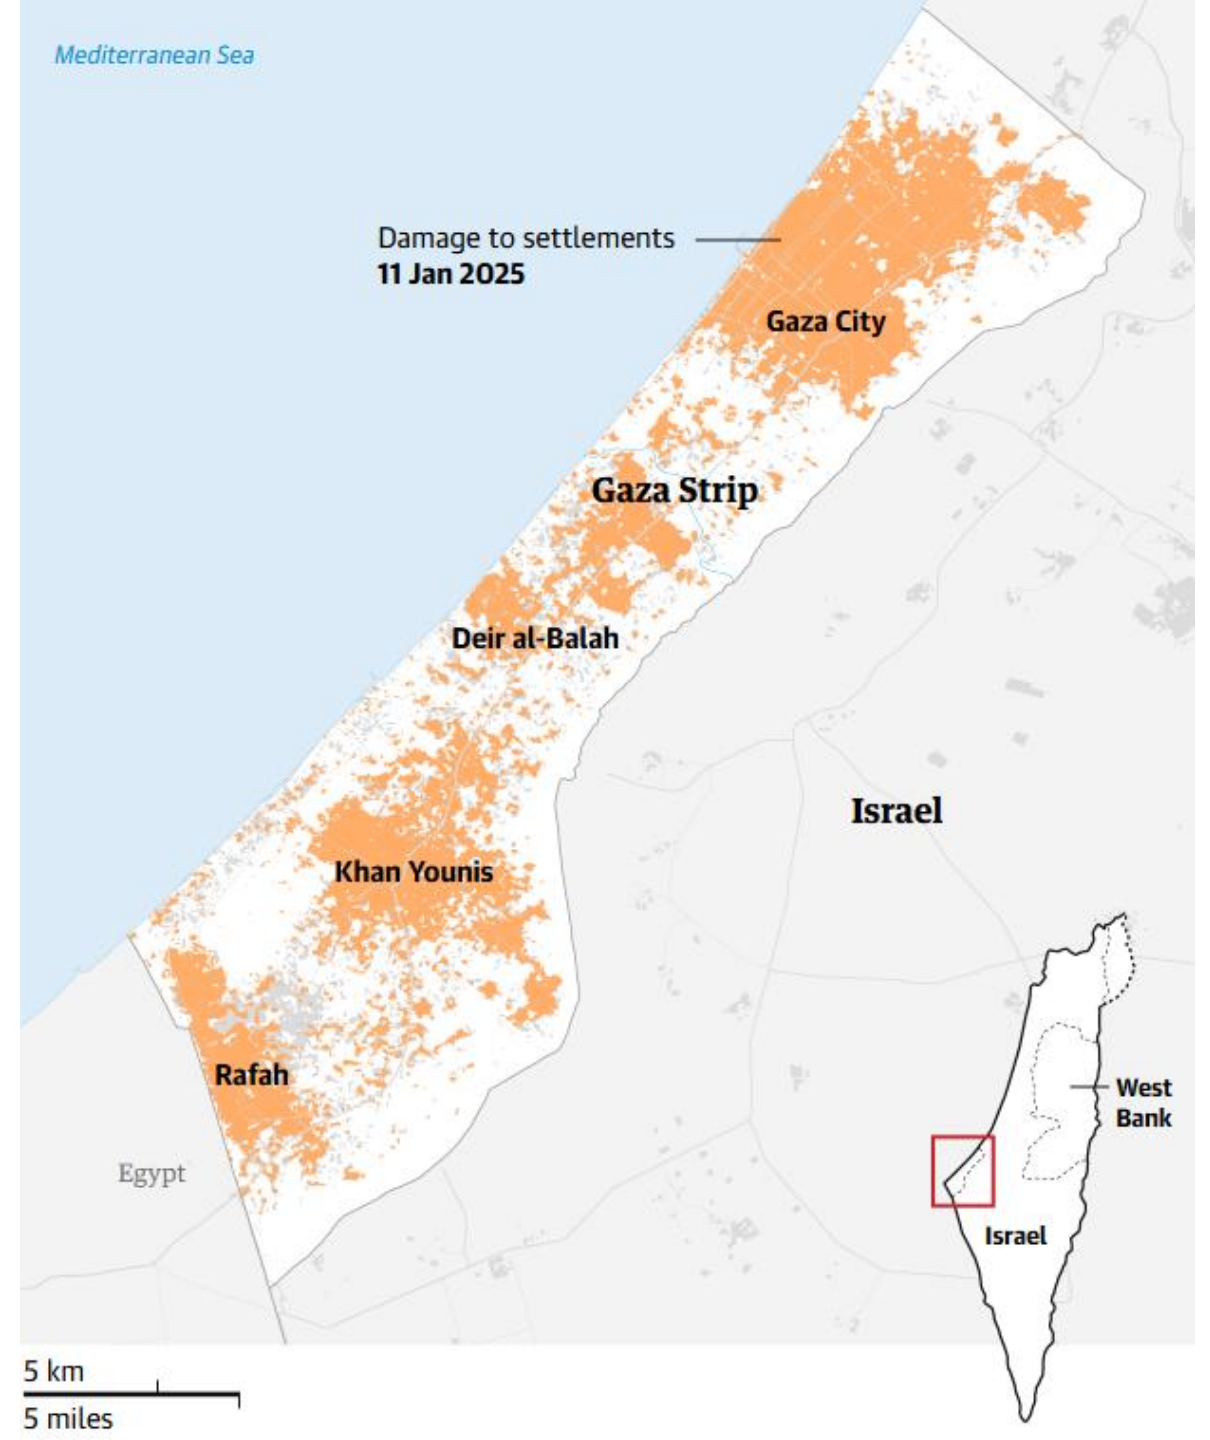 Mediterranean Sea
Damage to settlements
11 Jan 2025
Gaza City
Gaza Strip
Deir al-Balah
Israel
Khan Younis
Rafah
West
Bank
Egypt
Israel
5 km
5 miles